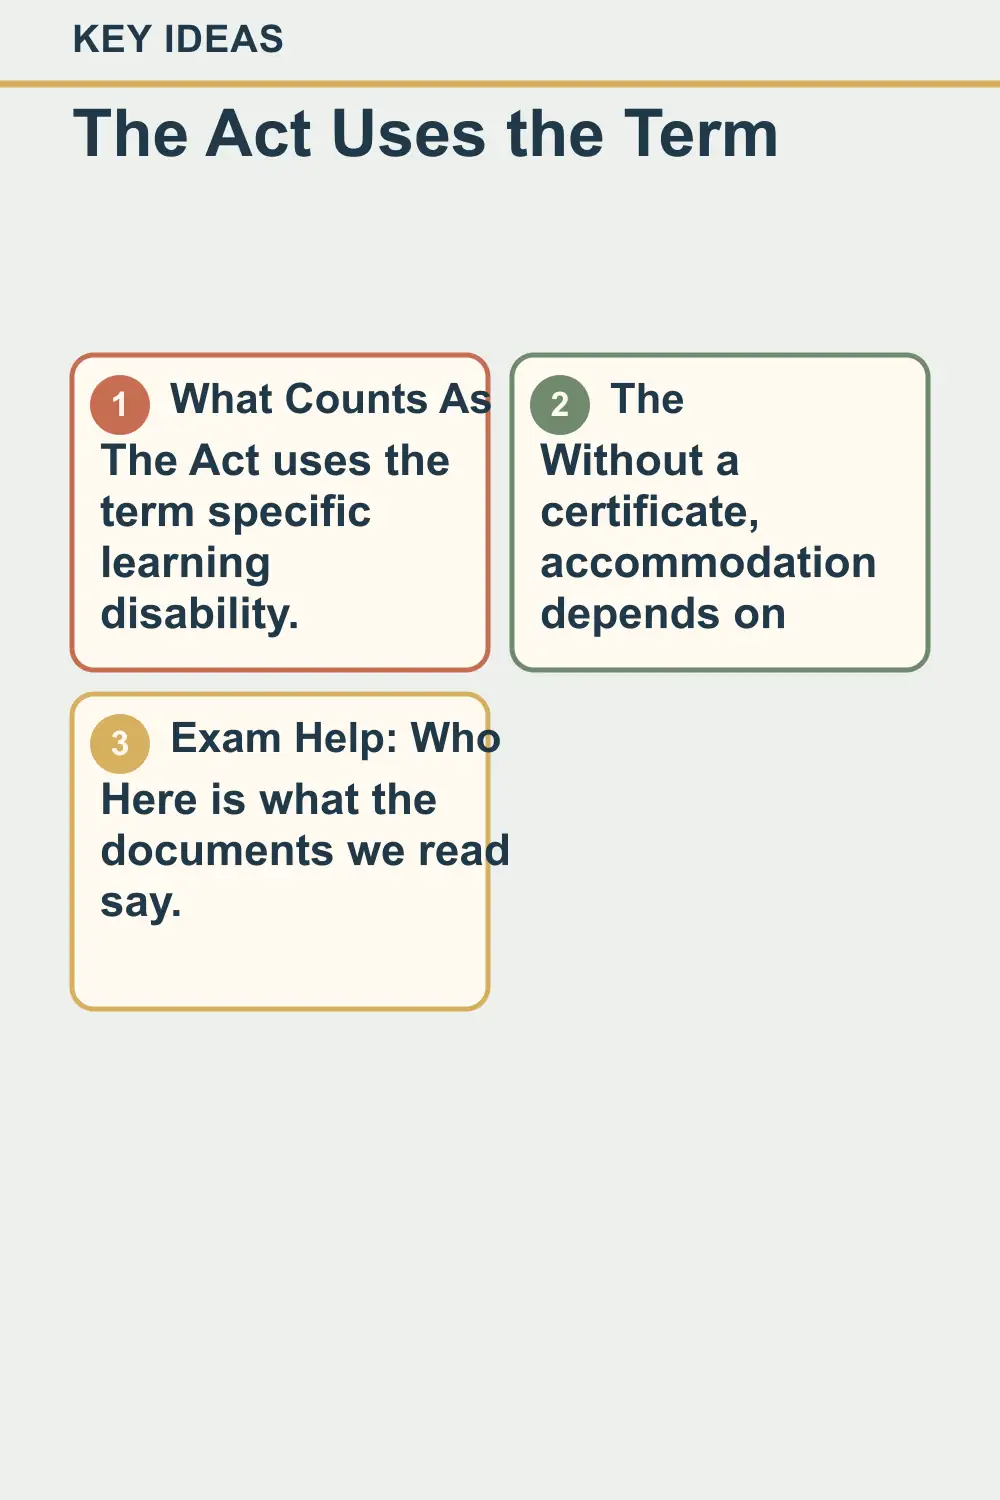 KEY IDEAS
The Act Uses the Term
1 What Counts As
The Act uses the
term specific
learning
disability.
2 The
Without a
certificate,
accommodation
depends on
3 Exam Help: Who
Here is what the
documents we read
say.